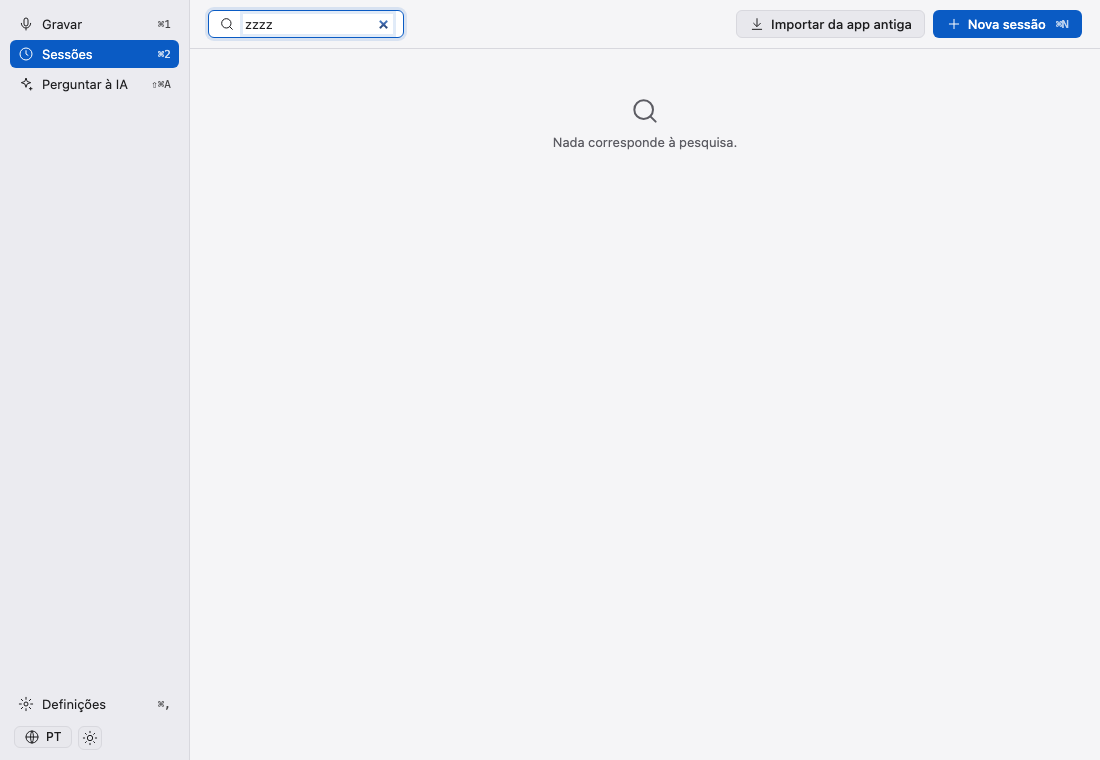 Gravar ⌘1
Sessões ⌘2
Perguntar à IA ⇧⌘A
zzzz
Importar da app antiga
Nova sessão ⌘N
Nada corresponde à pesquisa.
Definições ⌘,
PT